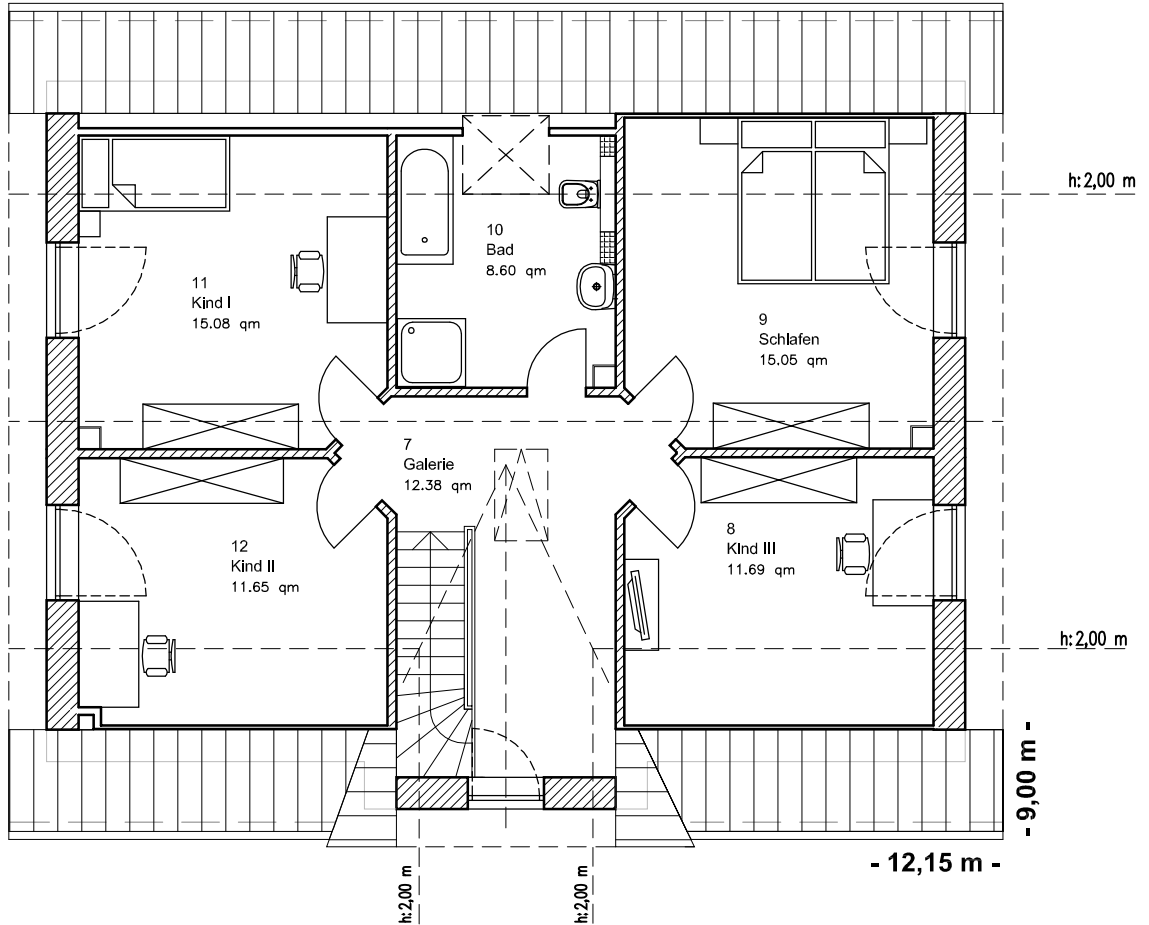 h:2,00 m
10
Bad
8.60 qm
11
Kind I
15.08 qm
9
Schlafen
15.05 qm
7
Galerie
12.38 qm
8
Kind III
11.69 qm
12
Kind II
11.65 qm
h:2,00 m
- 9,00 m -
- 12,15 m -
h:2,00 m
h:2,00 m